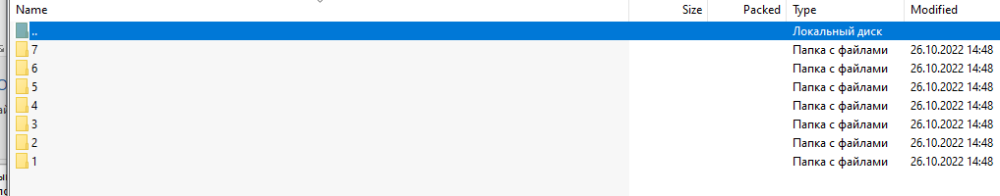 Name Size Packed Type Modified
.. Локальный диск
7 Папка с файлами 26.10.2022 14:48
6 Папка с файлами 26.10.2022 14:48
5 Папка с файлами 26.10.2022 14:48
4 Папка с файлами 26.10.2022 14:48
3 Папка с файлами 26.10.2022 14:48
2 Папка с файлами 26.10.2022 14:48
1 Папка с файлами 26.10.2022 14:48